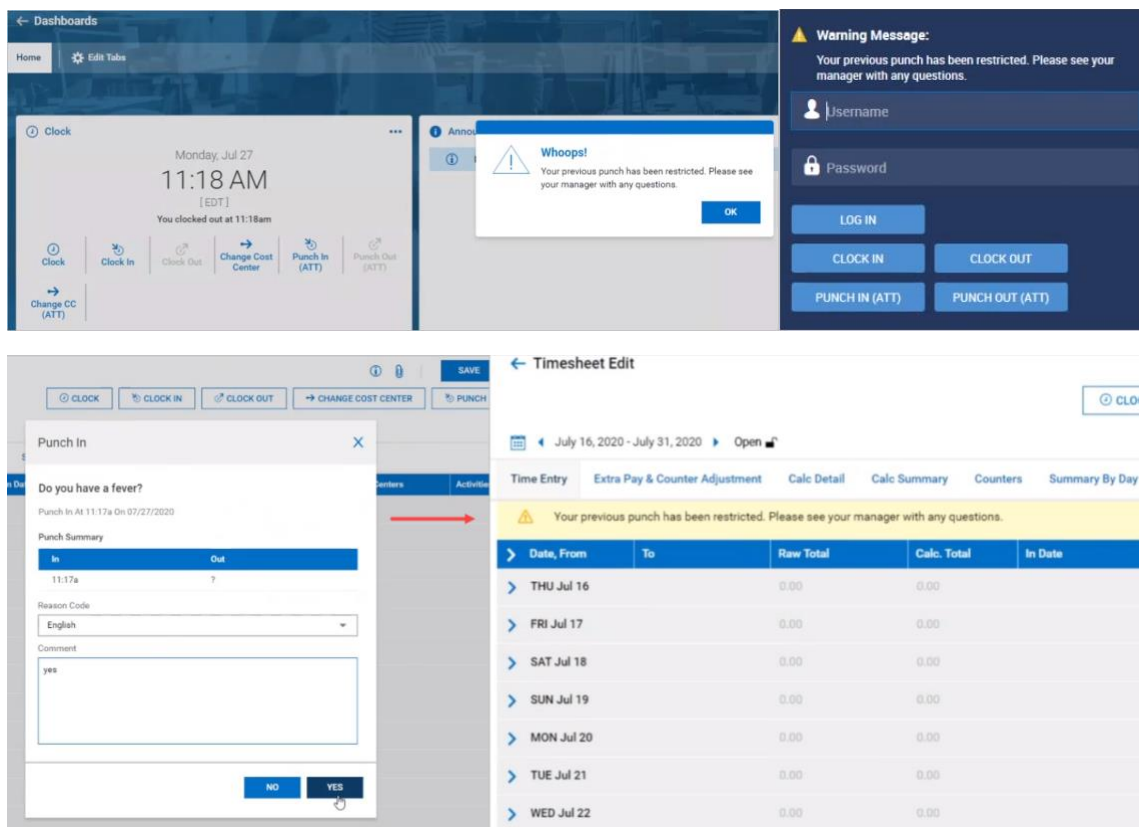 Dashboards
Home
Edit Tabs
Clock
Monday, Jul 27
11:18 AM
[EDT]
You clocked out at 11:18am
Clock
Clock In
Clock Out
Change Cost
Center
Punch In
(ATT)
Punch Out
(ATT)
Change CC
(ATT)
Whoops!
Your previous punch has been restricted. Please see
your manager with any questions.
OK
Warning Message:
Your previous punch has been restricted. Please see your
manager with any questions.
Username
Password
LOG IN
CLOCK IN
CLOCK OUT
PUNCH IN (ATT)
PUNCH OUT (ATT)
SAVE
CLOCK
CLOCK IN
CLOCK OUT
CHANGE COST CENTER
PUNCH
Punch In
X
Do you have a fever?
Punch In At 11:17a On 07/27/2020
Punch Summary
In Out
11:17a ?
Reason Code
English
Comment
yes
NO
YES
Timesheet Edit
July 16, 2020 - July 31, 2020 Open
Time Entry Extra Pay & Counter Adjustment Calc Detail Calc Summary Counters Summary By Day
Your previous punch has been restricted. Please see your manager with any questions.
Date, From To Raw Total Calc. Total In Date
THU Jul 16 0.00 0.00
FRI Jul 17 0.00 0.00
SAT Jul 18 0.00 0.00
SUN Jul 19 0.00 0.00
MON Jul 20 0.00 0.00
TUE Jul 21 0.00 0.00
WED Jul 22 0.00 0.00